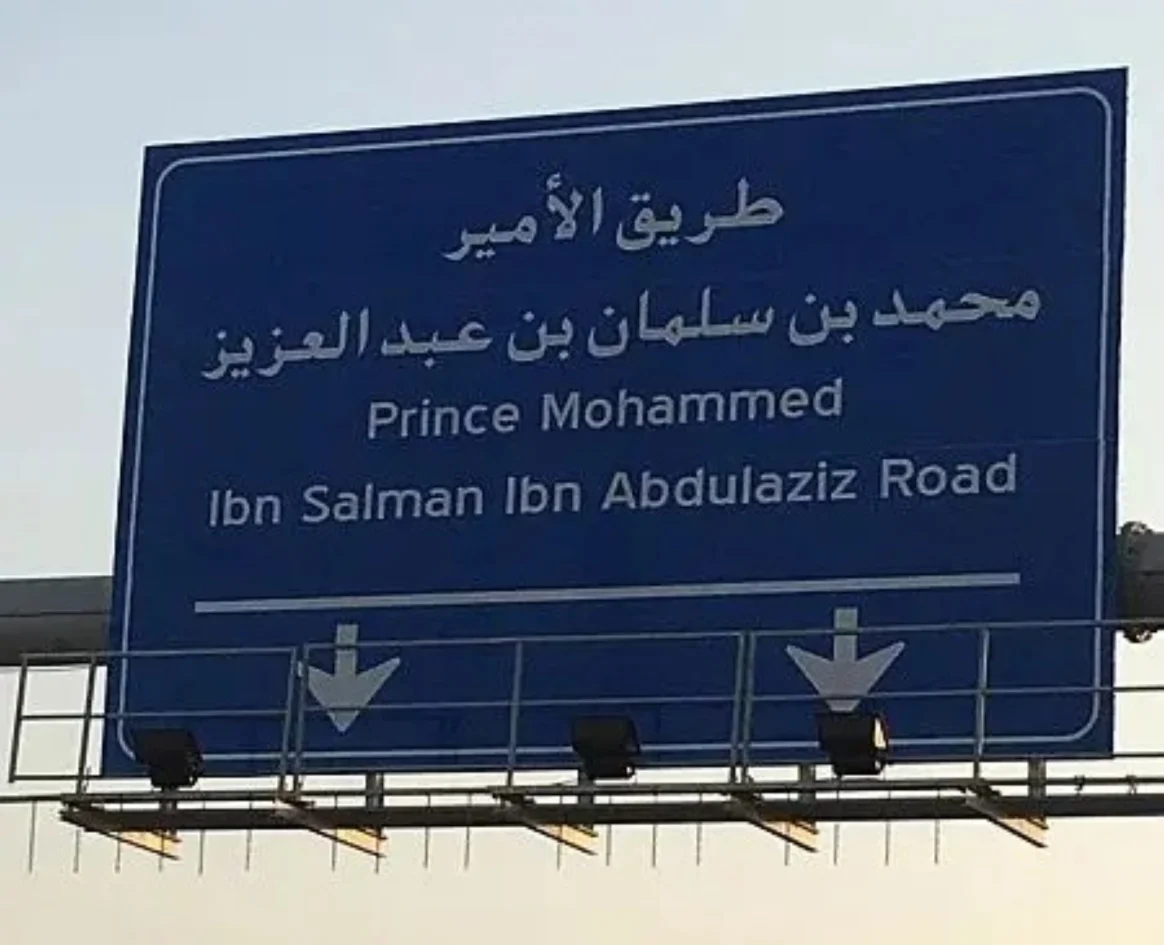 طريق الأمير
محمد بن سلمان بن عبد العزيز
Prince Mohammed
Ibn Salman Ibn Abdulaziz Road